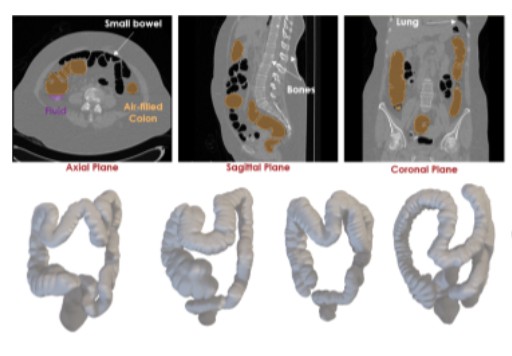 Small bowel
Fluid
Air-filled
Colon
Bones
Lung
Axial Plane
Sagittal Plane
Coronal Plane